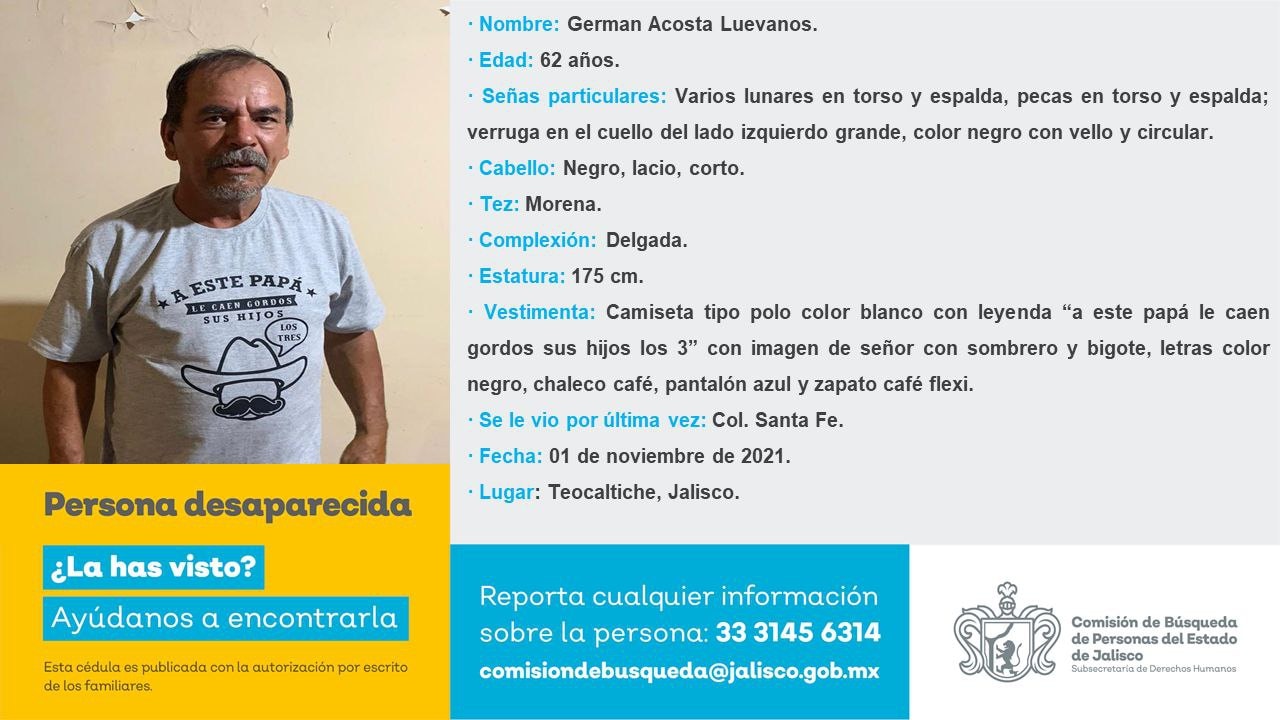 · Nombre: German Acosta Luevanos.
· Edad: 62 años.
· Señas particulares: Varios lunares en torso y espalda, pecas en torso y espalda;
verruga en el cuello del lado izquierdo grande, color negro con vello y circular.
· Cabello: Negro, lacio, corto.
· Tez: Morena.
· Complexión: Delgada.
· Estatura: 175 cm.
· Vestimenta: Camiseta tipo polo color blanco con leyenda “a este papá le caen
gordos sus hijos los 3” con imagen de señor con sombrero y bigote, letras color
negro, chaleco café, pantalón azul y zapato café flexi.
· Se le vio por última vez: Col. Santa Fe.
· Fecha: 01 de noviembre de 2021.
· Lugar: Teocaltiche, Jalisco.
A ESTE PAPÁ
LE CAEN GORDOS
SUS HIJOS
LOS
TRES
Persona desaparecida
¿La has visto?
Ayúdanos a encontrarla
Esta cédula es publicada con la autorización por escrito
de los familiares.
Reporta cualquier información
sobre la persona: 33 3145 6314
comisiondebusqueda@jalisco.gob.mx
Comisión de Búsqueda
de Personas del Estado
de Jalisco
Subsecretaría de Derechos Humanos